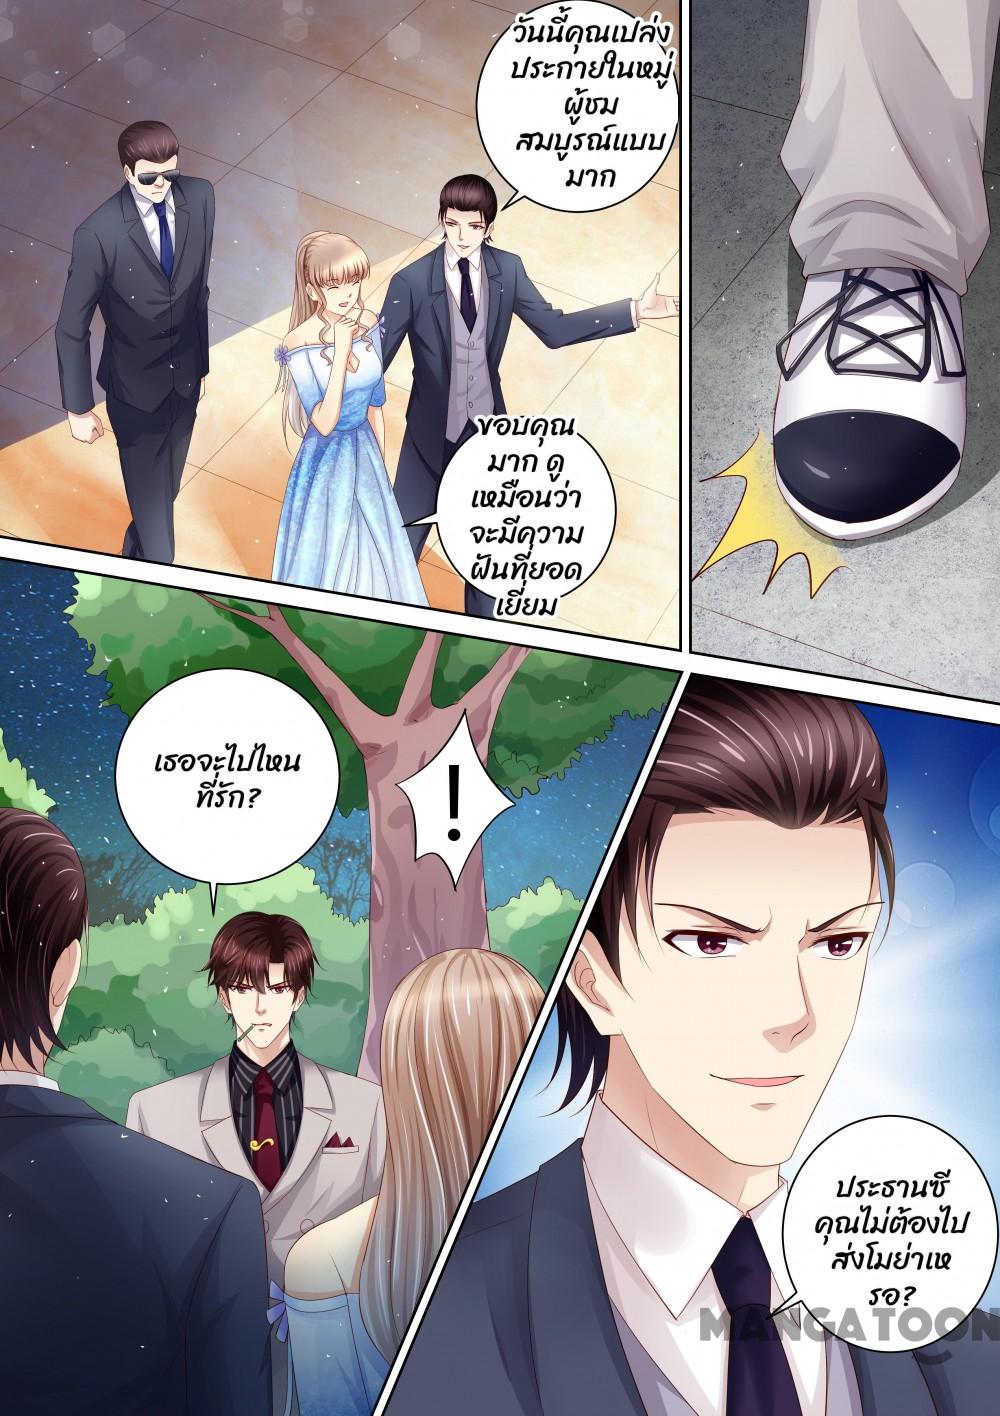 วันนี้คุณเปล่ง
ประกายในหมู่
ผู้ชม
สมบูรณ์แบบ
มาก
ขอบคุณ
มาก ดู
เหมือนว่า
จะมีความ
ฝันที่ยอด
เยี่ยม
เธอจะไปไหน
ที่รัก?
!
ประธานซี
คุณไม่ต้องไป
ส่งโมย่าเห
รอ?
MANGATOON